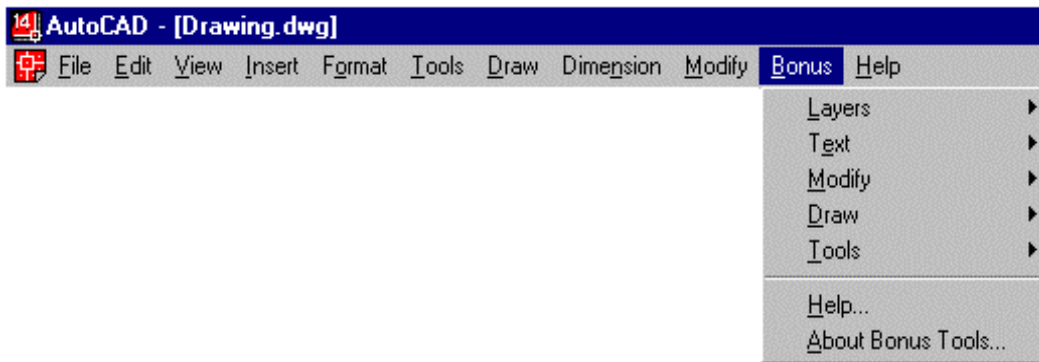 14 AutoCAD - [Drawing.dwg]
File Edit View Insert Format Tools Draw Dimension Modify Bonus Help
Layers
Text
Modify
Draw
Tools
Help...
About Bonus Tools...